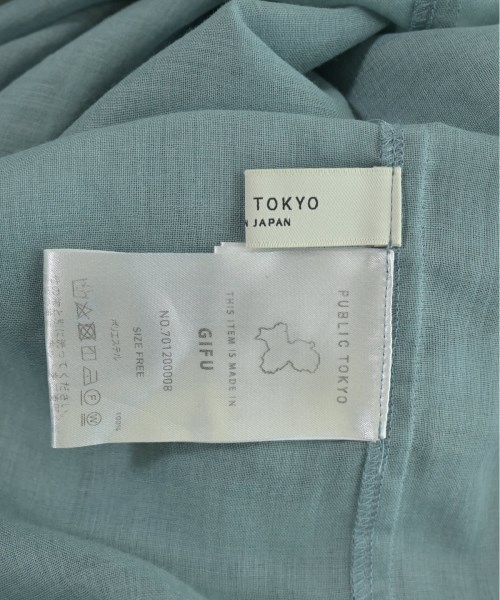 TOKYO
JAPAN
PUBLIC TOKYO
THIS ITEM IS MADE IN
GIFU
NO.701200008
SIZE FREE
ポリエステル 100%